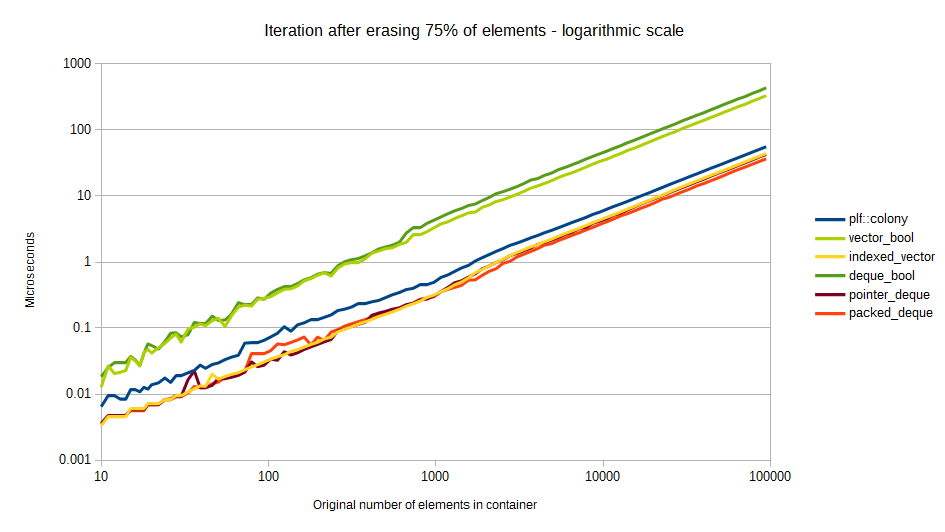 Iteration after erasing 75% of elements - logarithmic scale
1000
100
10
1
0.1
0.01
0.001
10
100
1000
10000
100000
Microseconds
Original number of elements in container
plf::colony
vector_bool
indexed_vector
deque_bool
pointer_deque
packed_deque